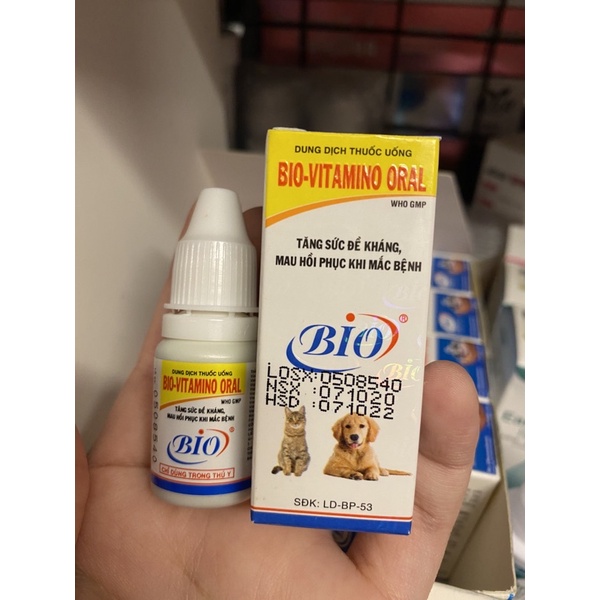 DUNG DỊCH THUỐC UỐNG
BIO-VITAMINO ORAL
WHO GMP
TĂNG SỨC ĐỀ KHÁNG,
MAU HỒI PHỤC KHI MẮC BỆNH
BIO®
LOSX:0508540
NSX :071020
HSD :071022
SĐK: LD-BP-53
DUNG DỊCH THUỐC UỐNG
BIO-VITAMINO ORAL
WHO GMP
TĂNG SỨC ĐỀ KHÁNG,
MAU HỒI PHỤC KHI MẮC BỆNH
BIO®
CHỈ DÙNG TRONG THÚ Y
0508540